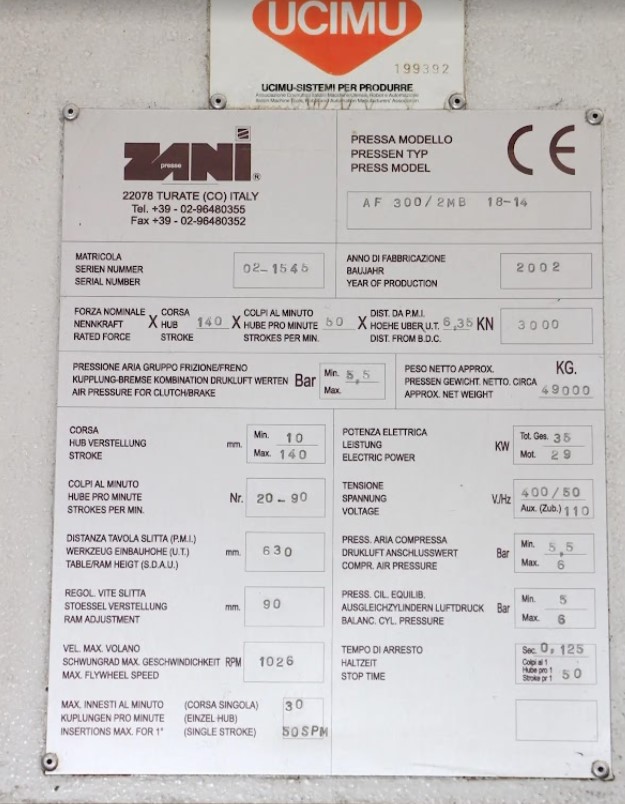 UCIMU
199392
UCIMU-SISTEMI PER PRODURRE
ZANI
presse
®
22078 TURATE (CO) ITALY
Tel. +39 - 02-96480355
Fax +39 - 02-96480352
PRESSA MODELLO
PRESSEN TYP
PRESS MODEL
CE
AF 300/2MB 18-14
MATRICOLA
SERIEN NUMMER
SERIAL NUMBER
02-1545
ANNO DI FABBRICAZIONE
BAUJAHR
YEAR OF PRODUCTION
2002
FORZA NOMINALE
NENNKRAFT
RATED FORCE
X
CORSA
HUB
STROKE
140
X
COLPI AL MINUTO
HUBE PRO MINUTE
STROKES PER MIN.
50
X
DIST. DA P.M.I.
HOEHE UBER U.T.
DIST. FROM B.D.C.
6,35
KN
3000
PRESSIONE ARIA GRUPPO FRIZIONE/FRENO
KUPPLUNG-BREMSE KOMBINATION DRUKLUFT WERTEN
AIR PRESSURE FOR CLUTCH/BRAKE
Bar
Min. 5,5
Max.
PESO NETTO APPROX.
PRESSEN GEWICHT. NETTO. CIRCA
APPROX. NET WEIGHT
KG.
49000
CORSA
HUB VERSTELLUNG
STROKE
mm.
Min. 10
Max. 140
POTENZA ELETTRICA
LEISTUNG
ELECTRIC POWER
KW
Tot. Ges. 35
Mot. 29
COLPI AL MINUTO
HUBE PRO MINUTE
STROKES PER MIN.
Nr.
20-90
TENSIONE
SPANNUNG
VOLTAGE
V./Hz
400/50
Aux. (Zub.) 110
DISTANZA TAVOLA SLITTA (P.M.I.)
WERKZEUG EINBAUHOHE (U.T.)
TABLE/RAM HEIGT (S.D.A.U.)
mm.
630
PRESS. ARIA COMPRESSA
DRUKLUFT ANSCHLUSSWERT
COMPR. AIR PRESSURE
Bar
Min. 5,5
Max. 6
REGOL. VITE SLITTA
STOESSEL VERSTELLUNG
RAM ADJUSTMENT
mm.
90
PRESS. CIL. EQUILIB.
AUSGLEICHZYLINDERN LUFTDRUCK
BALANC. CYL. PRESSURE
Bar
Min. 5
Max. 6
VEL. MAX. VOLANO
SCHWUNGRAD MAX. GESCHWINDICHKEIT
MAX. FLYWHEEL SPEED
RPM
1026
TEMPO DI ARRESTO
HALTZEIT
STOP TIME
Sec. 0,125
Colpi al 1
Hube pro 1
Stroke pr 1
50
MAX. INNESTI AL MINUTO (CORSA SINGOLA)
KUPLUNGEN PRO MINUTE (EINZEL HUB)
INSERTIONS MAX. FOR 1" (SINGLE STROKE)
30
50SPM